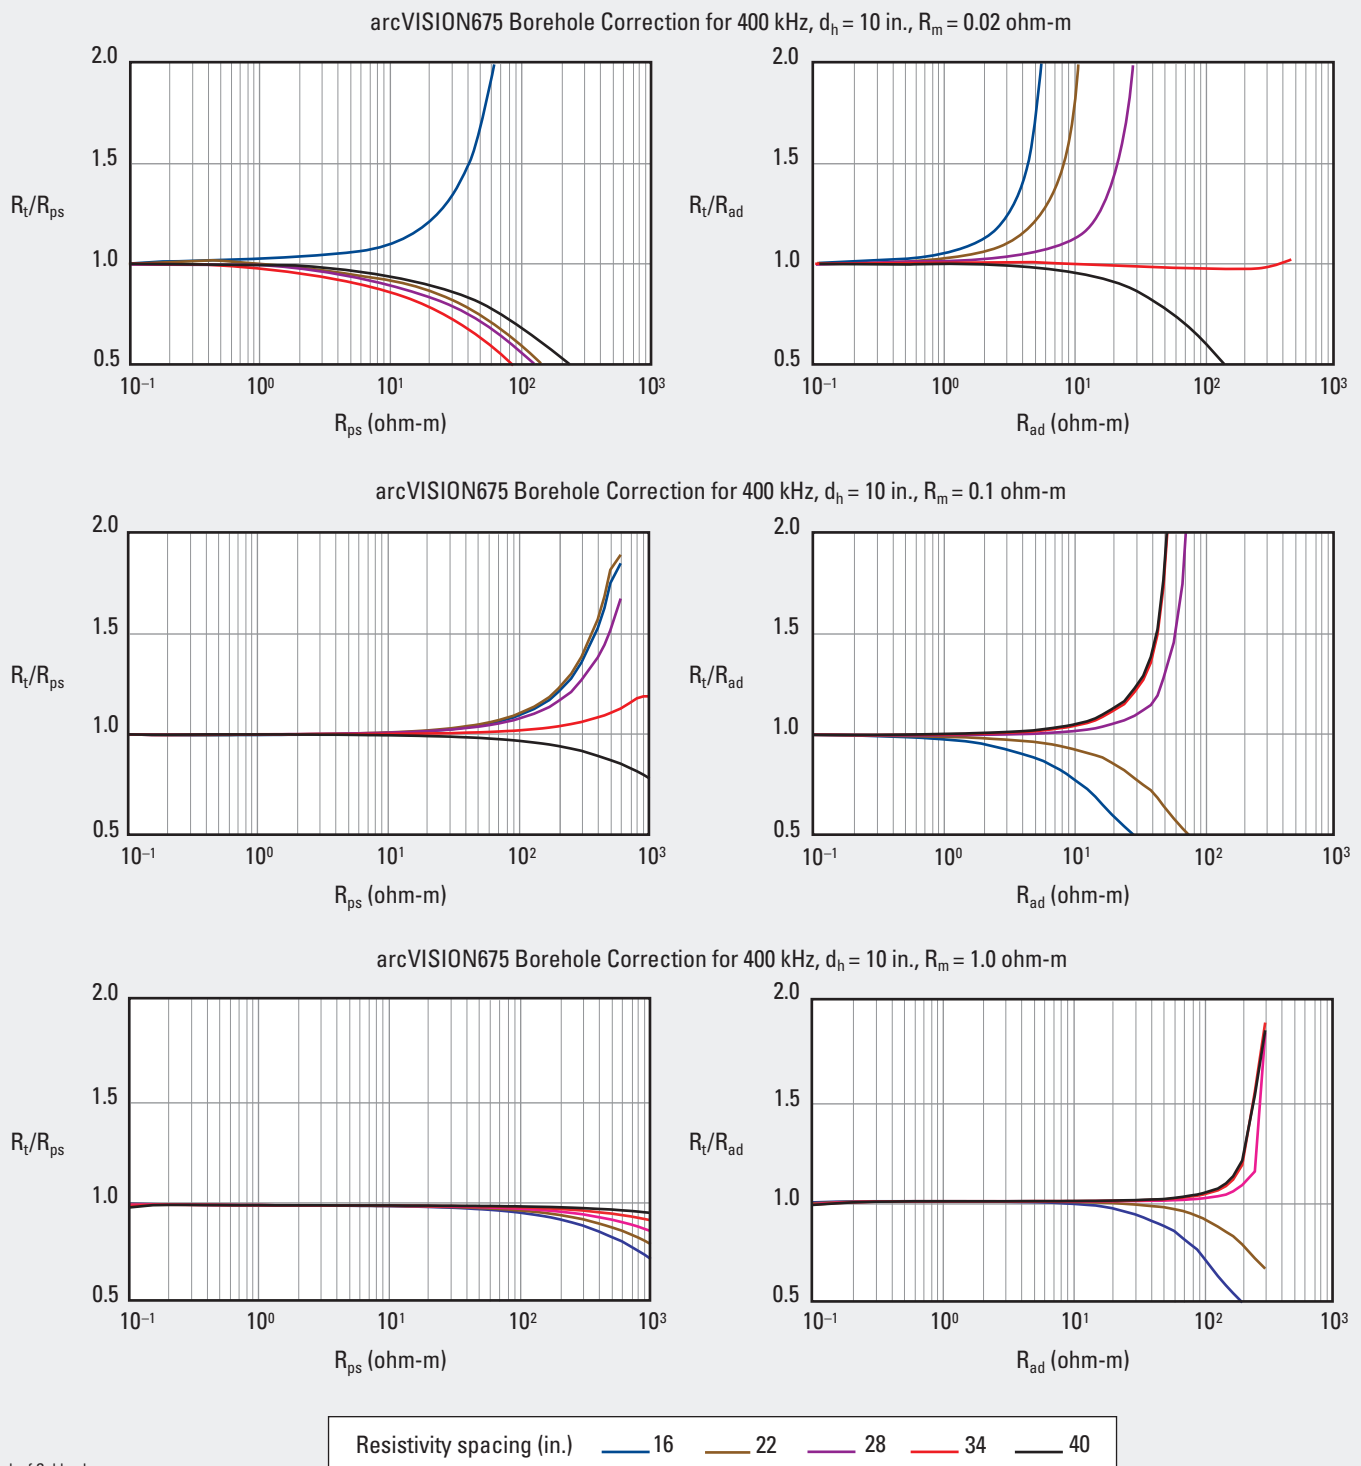 arcVISION675 Borehole Correction for 400 kHz, dₕ = 10 in., Rₘ = 0.02 ohm-m
2.0
1.5
Rₜ/Rₚₛ
1.0
0.5
10⁻¹ 10⁰ 10¹ 10² 10³
Rₚₛ (ohm-m)
2.0
1.5
Rₜ/R_ad
1.0
0.5
10⁻¹ 10⁰ 10¹ 10² 10³
R_ad (ohm-m)
arcVISION675 Borehole Correction for 400 kHz, dₕ = 10 in., Rₘ = 0.1 ohm-m
2.0
1.5
Rₜ/Rₚₛ
1.0
0.5
10⁻¹ 10⁰ 10¹ 10² 10³
Rₚₛ (ohm-m)
2.0
1.5
Rₜ/R_ad
1.0
0.5
10⁻¹ 10⁰ 10¹ 10² 10³
R_ad (ohm-m)
arcVISION675 Borehole Correction for 400 kHz, dₕ = 10 in., Rₘ = 1.0 ohm-m
2.0
1.5
Rₜ/Rₚₛ
1.0
0.5
10⁻¹ 10⁰ 10¹ 10² 10³
Rₚₛ (ohm-m)
2.0
1.5
Rₜ/R_ad
1.0
0.5
10⁻¹ 10⁰ 10¹ 10² 10³
R_ad (ohm-m)
Resistivity spacing (in.) 16 22 28 34 40